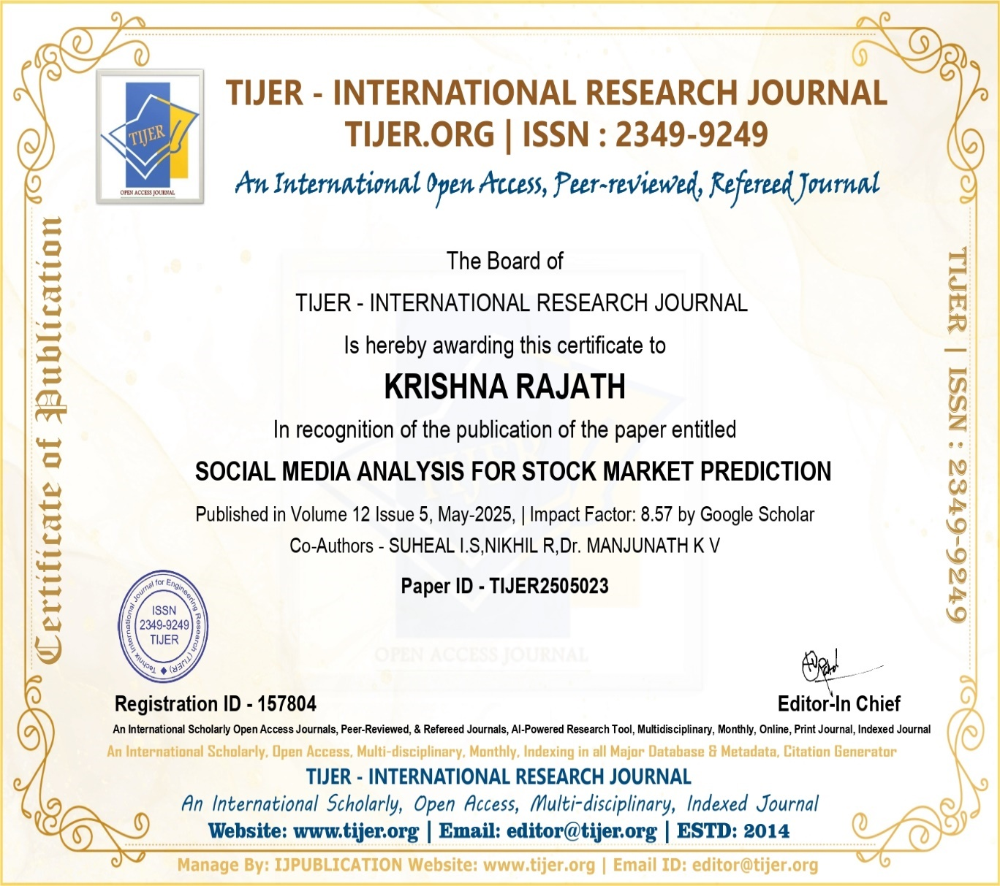 TIJER - INTERNATIONAL RESEARCH JOURNAL
TIJER.ORG | ISSN : 2349-9249
An International Open Access, Peer-reviewed, Refereed Journal
TIJER
OPEN ACCESS JOURNAL
Certificate of Publication
TIJER | ISSN : 2349-9249
The Board of
TIJER - INTERNATIONAL RESEARCH JOURNAL
Is hereby awarding this certificate to
KRISHNA RAJATH
In recognition of the publication of the paper entitled
SOCIAL MEDIA ANALYSIS FOR STOCK MARKET PREDICTION
Published in Volume 12 Issue 5, May-2025, | Impact Factor: 8.57 by Google Scholar
Co-Authors - SUHEAL I.S,NIKHIL R,Dr. MANJUNATH K V
Paper ID - TIJER2505023
TIJER
OPEN ACCESS JOURNAL
Technix International Journal for Engineering Research (TIJER)
ISSN
2349-9249
TIJER
Registration ID - 157804
Editor-In Chief
An International Scholarly Open Access Journals, Peer-Reviewed, & Refereed Journals, AI-Powered Research Tool, Multidisciplinary, Monthly, Online, Print Journal, Indexed Journal
An International Scholarly, Open Access, Multi-disciplinary, Monthly, Indexing in all Major Database & Metadata, Citation Generator
TIJER - INTERNATIONAL RESEARCH JOURNAL
An International Scholarly, Open Access, Multi-disciplinary, Indexed Journal
Website: www.tijer.org | Email: editor@tijer.org | ESTD: 2014
Manage By: IJPUBLICATION Website: www.tijer.org | Email ID: editor@tijer.org